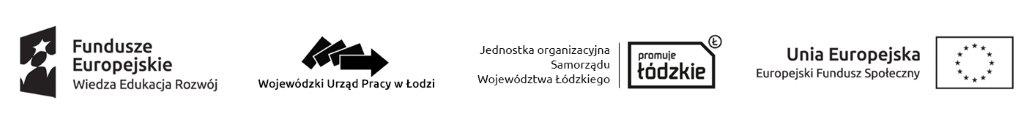 Fundusze
Europejskie
Wiedza Edukacja Rozwój
Wojewódzki Urząd Pracy w Łodzi
Jednostka organizacyjna
Samorządu
Województwa Łódzkiego
promuje
łódzkie
Ł
Unia Europejska
Europejski Fundusz Społeczny